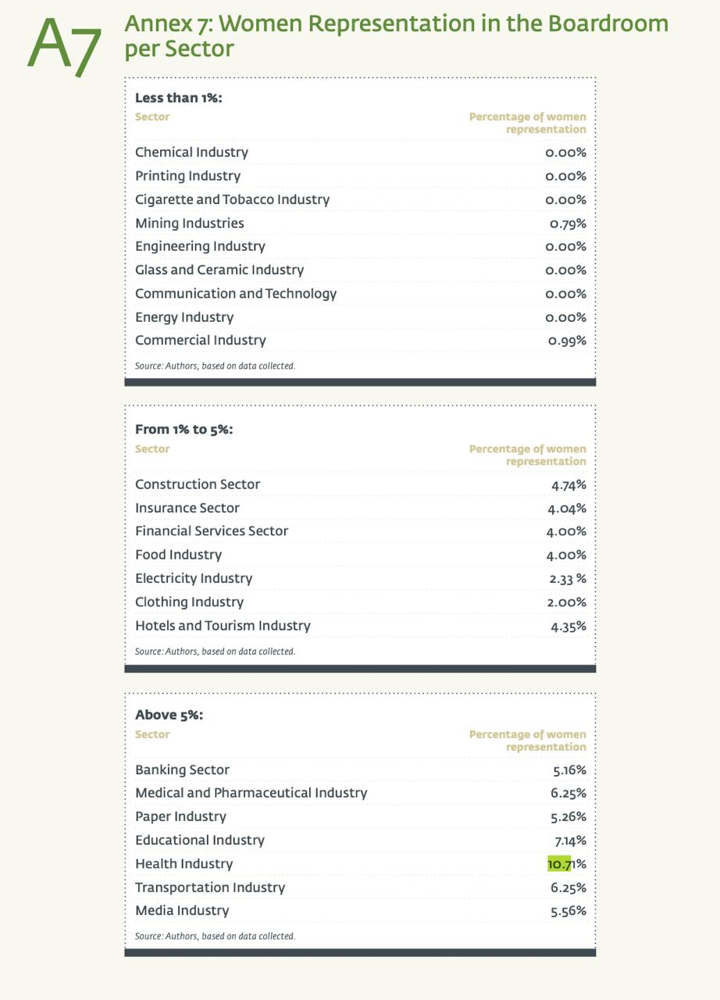 A7
Annex 7: Women Representation in the Boardroom
per Sector
Less than 1%:
Sector Percentage of women
representation
Chemical Industry 0.00%
Printing Industry 0.00%
Cigarette and Tobacco Industry 0.00%
Mining Industries 0.79%
Engineering Industry 0.00%
Glass and Ceramic Industry 0.00%
Communication and Technology 0.00%
Energy Industry 0.00%
Commercial Industry 0.99%
Source: Authors, based on data collected.
From 1% to 5%:
Sector Percentage of women
representation
Construction Sector 4.74%
Insurance Sector 4.04%
Financial Services Sector 4.00%
Food Industry 4.00%
Electricity Industry 2.33 %
Clothing Industry 2.00%
Hotels and Tourism Industry 4.35%
Source: Authors, based on data collected.
Above 5%:
Sector Percentage of women
representation
Banking Sector 5.16%
Medical and Pharmaceutical Industry 6.25%
Paper Industry 5.26%
Educational Industry 7.14%
Health Industry 10.71%
Transportation Industry 6.25%
Media Industry 5.56%
Source: Authors, based on data collected.